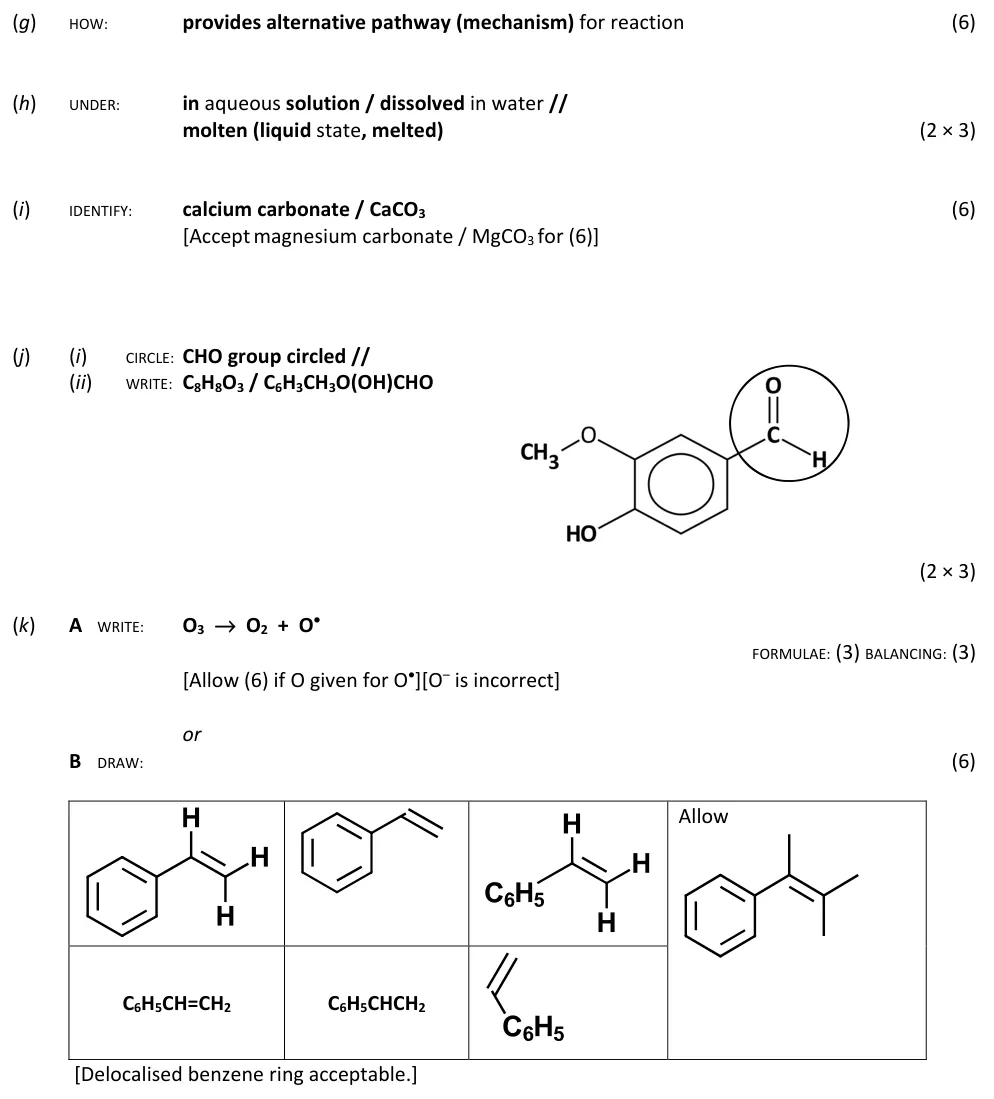 (g) HOW: provides alternative pathway (mechanism) for reaction (6)
(h) UNDER: in aqueous solution / dissolved in water //
molten (liquid state, melted) (2 × 3)
(i) IDENTIFY: calcium carbonate / CaCO₃ (6)
[Accept magnesium carbonate / MgCO₃ for (6)]
(j) (i) CIRCLE: CHO group circled //
(ii) WRITE: C₈H₈O₃ / C₆H₃CH₃O(OH)CHO
O
O
C
CH₃
H
HO
(2 × 3)
(k) A WRITE: O₃ → O₂ + O•
FORMULAE: (3) BALANCING: (3)
[Allow (6) if O given for O•][O⁻ is incorrect]
or
B DRAW: (6)
H
H
H
H
H
C₆H₅
H
Allow
C₆H₅CH=CH₂
C₆H₅CHCH₂
C₆H₅
[Delocalised benzene ring acceptable.]